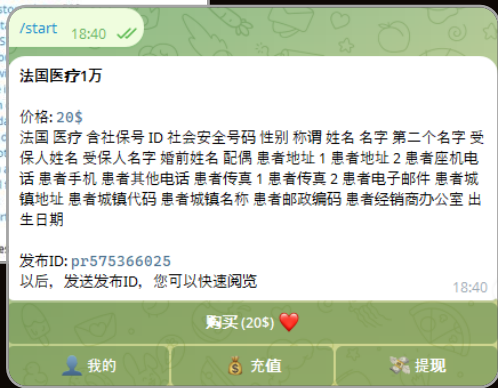 /start
18:40
法国医疗1万
价格: 20$
法国 医疗 含社保号 ID 社会安全号码 性别 称谓 姓名 名字 第二个名字 受
保人姓名 受保人名字 婚前姓名 配偶 患者地址 1 患者地址 2 患者座机电
话 患者手机 患者其他电话 患者传真 1 患者传真 2 患者电子邮件 患者城
镇地址 患者城镇代码 患者城镇名称 患者邮政编码 患者经销商办公室 出
生日期
发布ID: pr575366025
以后，发送发布ID，您可以快速阅览
18:40
购买 (20$) ❤️
👤 我的
💰 充值
💸 提现